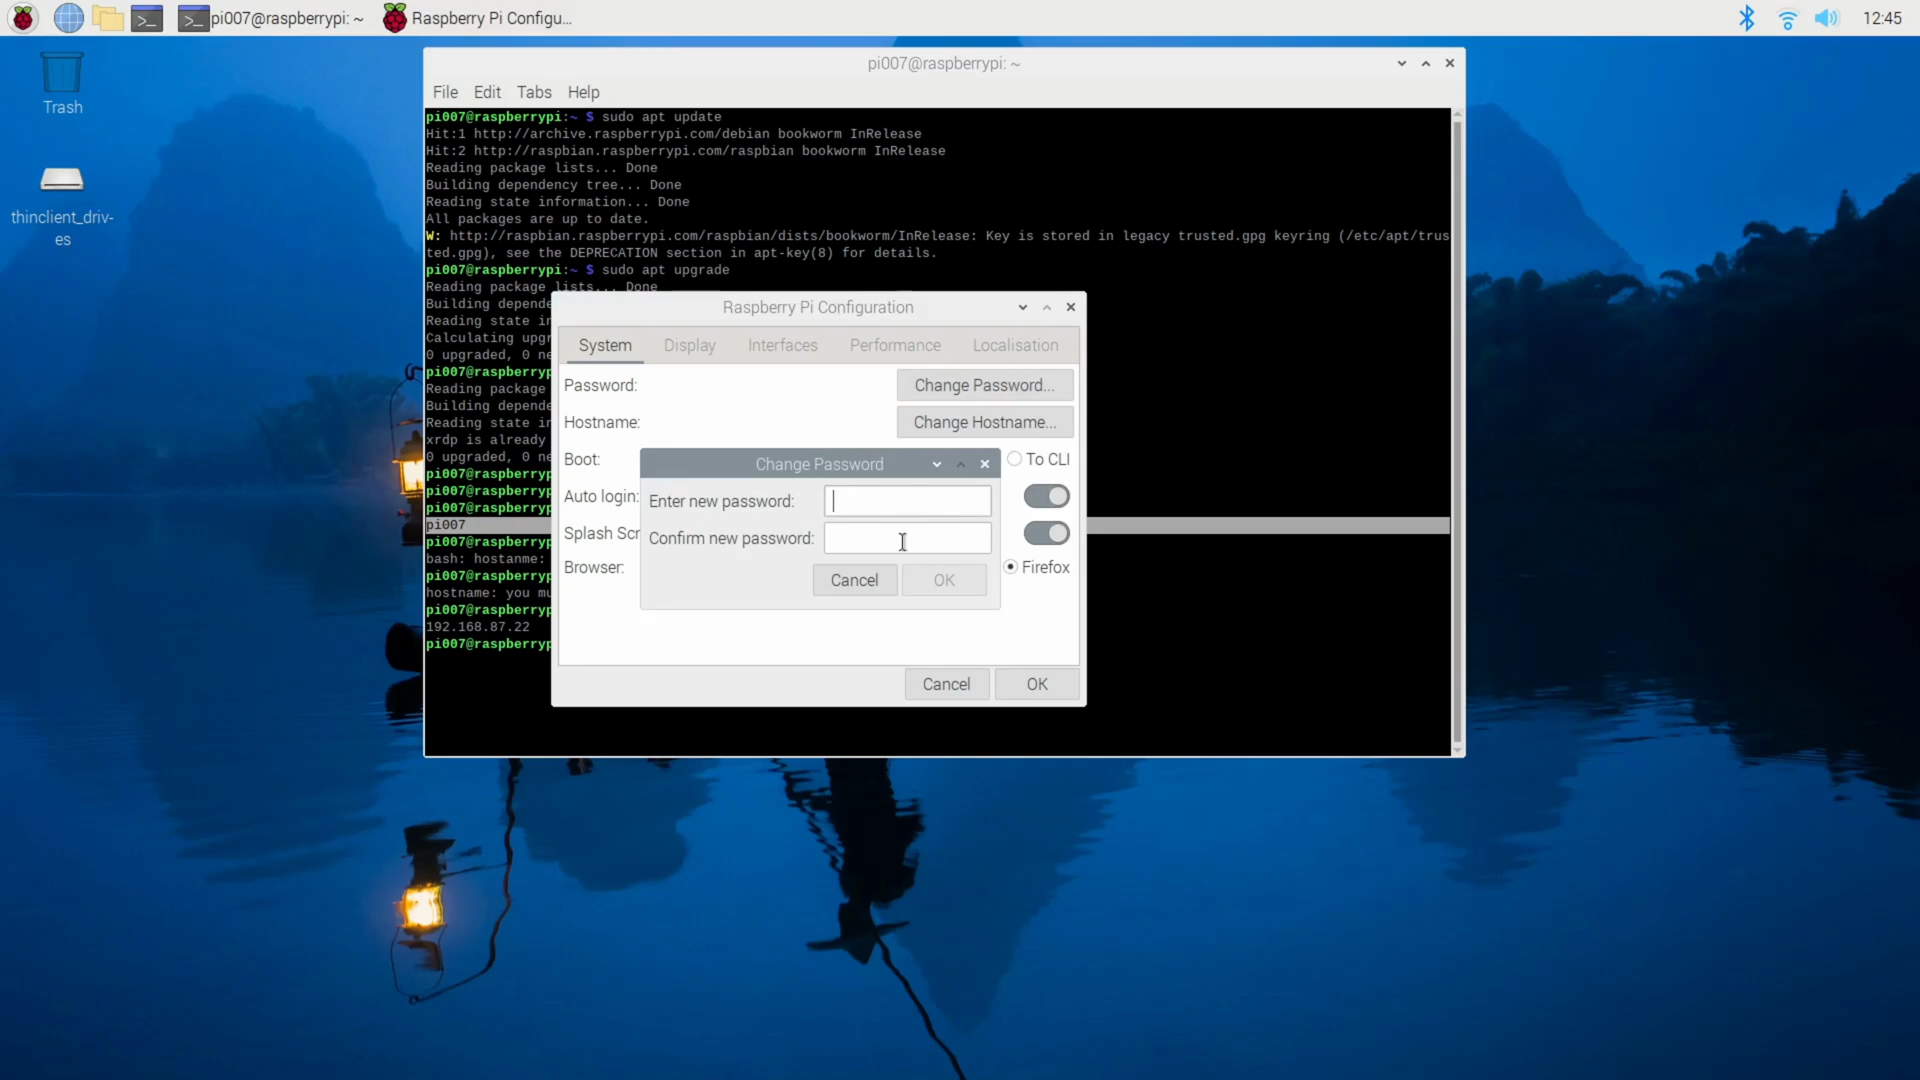 pi007@raspberrypi: ~
Raspberry Pi Configu...
12:45
Trash
thinclient_driv-
es
pi007@raspberrypi: ~
File Edit Tabs Help
pi007@raspberrypi:~ $ sudo apt update
Hit:1 http://archive.raspberrypi.com/debian bookworm InRelease
Hit:2 http://raspbian.raspberrypi.com/raspbian bookworm InRelease
Reading package lists... Done
Building dependency tree... Done
Reading state information... Done
All packages are up to date.
W: http://raspbian.raspberrypi.com/raspbian/dists/bookworm/InRelease: Key is stored in legacy trusted.gpg keyring (/etc/apt/trus
ted.gpg), see the DEPRECATION section in apt-key(8) for details.
pi007@raspberrypi:~ $ sudo apt upgrade
Reading package lists... Done
Building depende
Reading state in
Calculating upgr
0 upgraded, 0 ne
pi007@raspberryp
Reading package
Building depende
Reading state in
xrdp is already
0 upgraded, 0 ne
pi007@raspberryp
pi007@raspberryp
pi007@raspberryp
pi007
pi007@raspberryp
bash: hostanme:
pi007@raspberryp
hostname: you mu
pi007@raspberryp
192.168.87.22
pi007@raspberryp
Raspberry Pi Configuration
System Display Interfaces Performance Localisation
Password: Change Password...
Hostname: Change Hostname...
Boot: To CLI
Auto login:
Splash Scr
Browser: Firefox
Change Password
Enter new password:
Confirm new password:
Cancel OK
Cancel OK